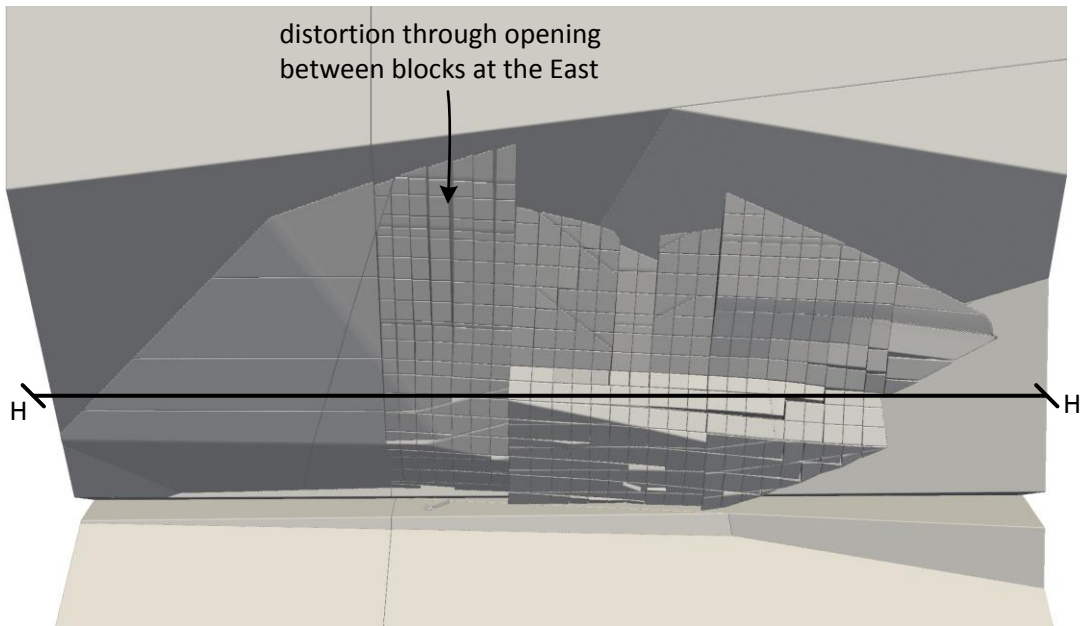 distortion through opening
between blocks at the East
H
H